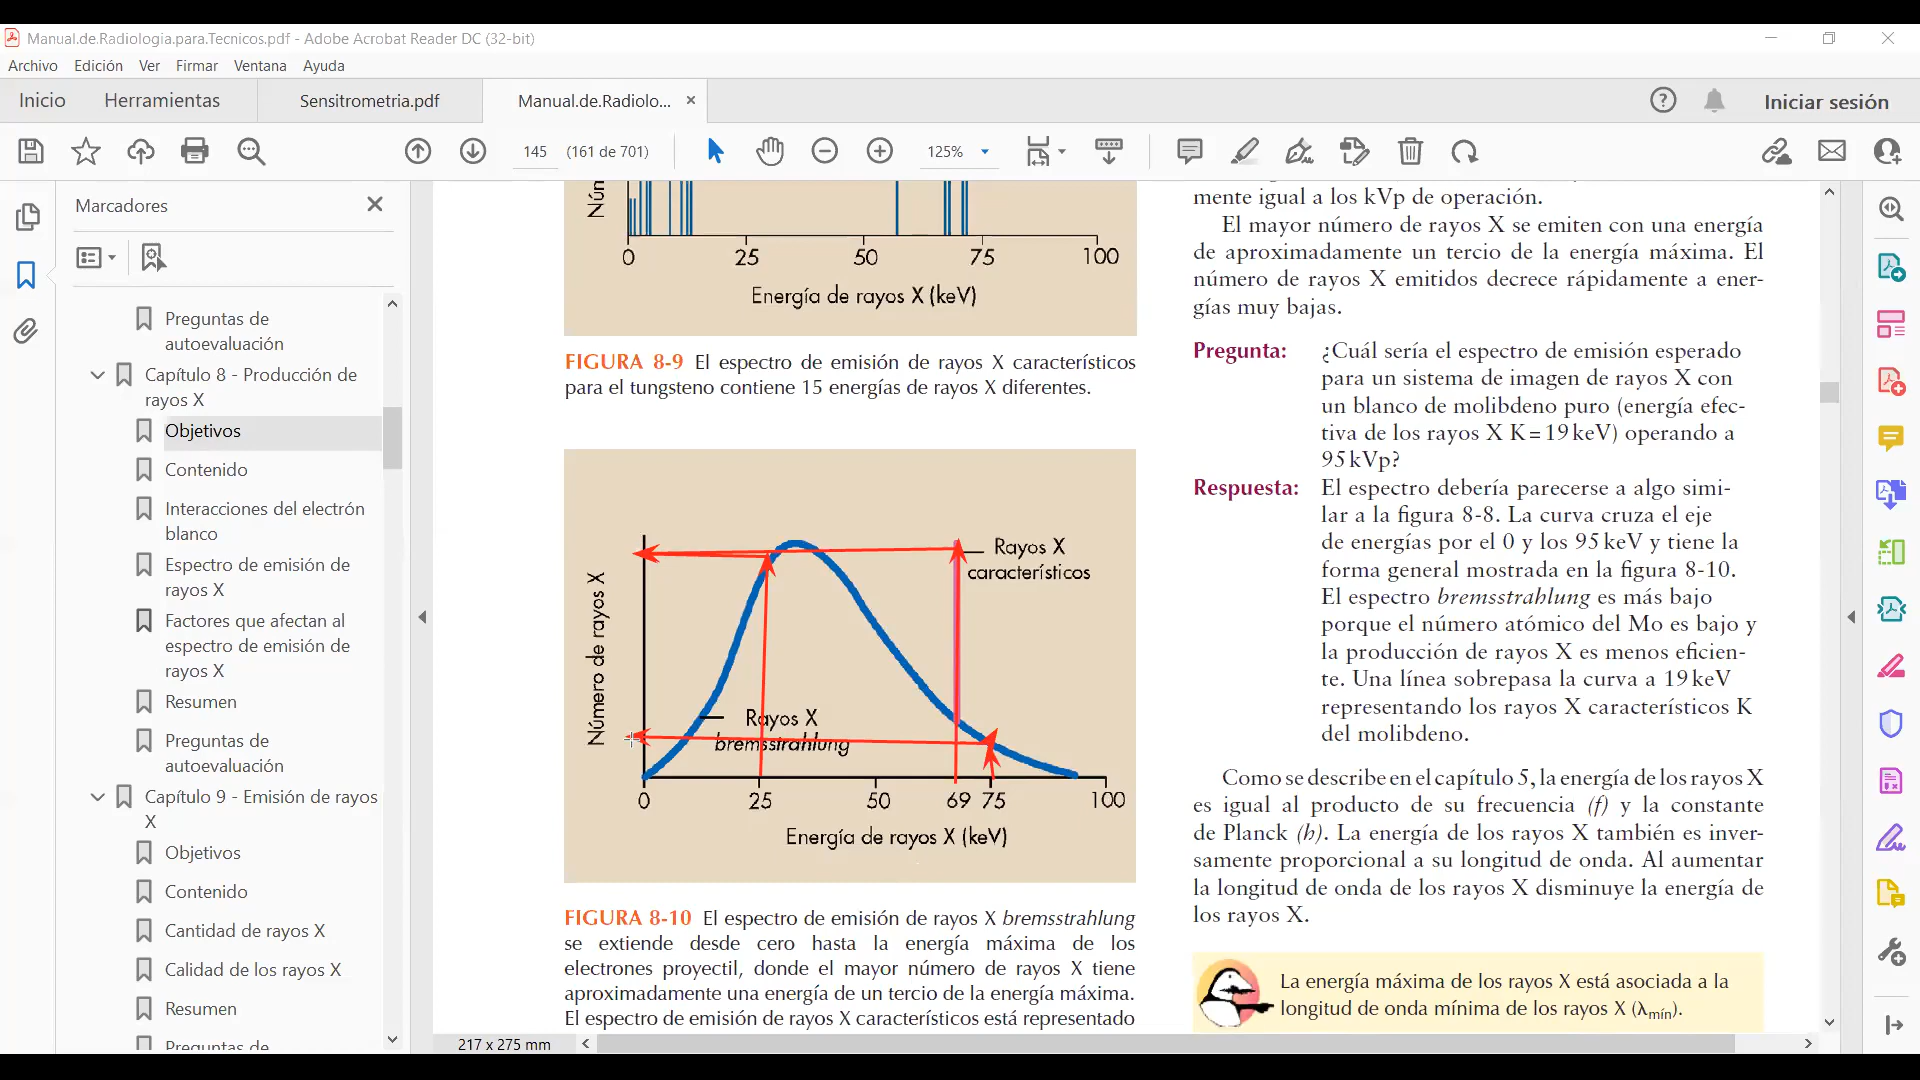 Manual.de.Radiologia.para.Tecnicos.pdf - Adobe Acrobat Reader DC (32-bit)
Archivo Edición Ver Firmar Ventana Ayuda
Inicio Herramientas Sensitrometria.pdf Manual.de.Radiolo... Iniciar sesión
145 (161 de 701) 125%
Marcadores
Preguntas de
autoevaluación
Capítulo 8 - Producción de
rayos X
Objetivos
Contenido
Interacciones del electrón
blanco
Espectro de emisión de
rayos X
Factores que afectan al
espectro de emisión de
rayos X
Resumen
Preguntas de
autoevaluación
Capítulo 9 - Emisión de rayos
X
Objetivos
Contenido
Cantidad de rayos X
Calidad de los rayos X
Resumen
Preguntas de
Nún
0 25 50 75 100
Energía de rayos X (keV)
FIGURA 8-9 El espectro de emisión de rayos X característicos
para el tungsteno contiene 15 energías de rayos X diferentes.
Número de rayos X
Rayos X
característicos
Rayos X
bremsstrahlung
0 25 50 69 75 100
Energía de rayos X (keV)
FIGURA 8-10 El espectro de emisión de rayos X bremsstrahlung
se extiende desde cero hasta la energía máxima de los
electrones proyectil, donde el mayor número de rayos X tiene
aproximadamente una energía de un tercio de la energía máxima.
El espectro de emisión de rayos X característicos está representado
217 x 275 mm
mente igual a los kVp de operación.
El mayor número de rayos X se emiten con una energía
de aproximadamente un tercio de la energía máxima. El
número de rayos X emitidos decrece rápidamente a ener-
gías muy bajas.
Pregunta: ¿Cuál sería el espectro de emisión esperado
para un sistema de imagen de rayos X con
un blanco de molibdeno puro (energía efec-
tiva de los rayos X K = 19 keV) operando a
95 kVp?
Respuesta: El espectro debería parecerse a algo simi-
lar a la figura 8-8. La curva cruza el eje
de energías por el 0 y los 95 keV y tiene la
forma general mostrada en la figura 8-10.
El espectro bremsstrahlung es más bajo
porque el número atómico del Mo es bajo y
la producción de rayos X es menos eficien-
te. Una línea sobrepasa la curva a 19 keV
representando los rayos X característicos K
del molibdeno.
Como se describe en el capítulo 5, la energía de los rayos X
es igual al producto de su frecuencia (f) y la constante
de Planck (h). La energía de los rayos X también es inver-
samente proporcional a su longitud de onda. Al aumentar
la longitud de onda de los rayos X disminuye la energía de
los rayos X.
La energía máxima de los rayos X está asociada a la
longitud de onda mínima de los rayos X (λmín).